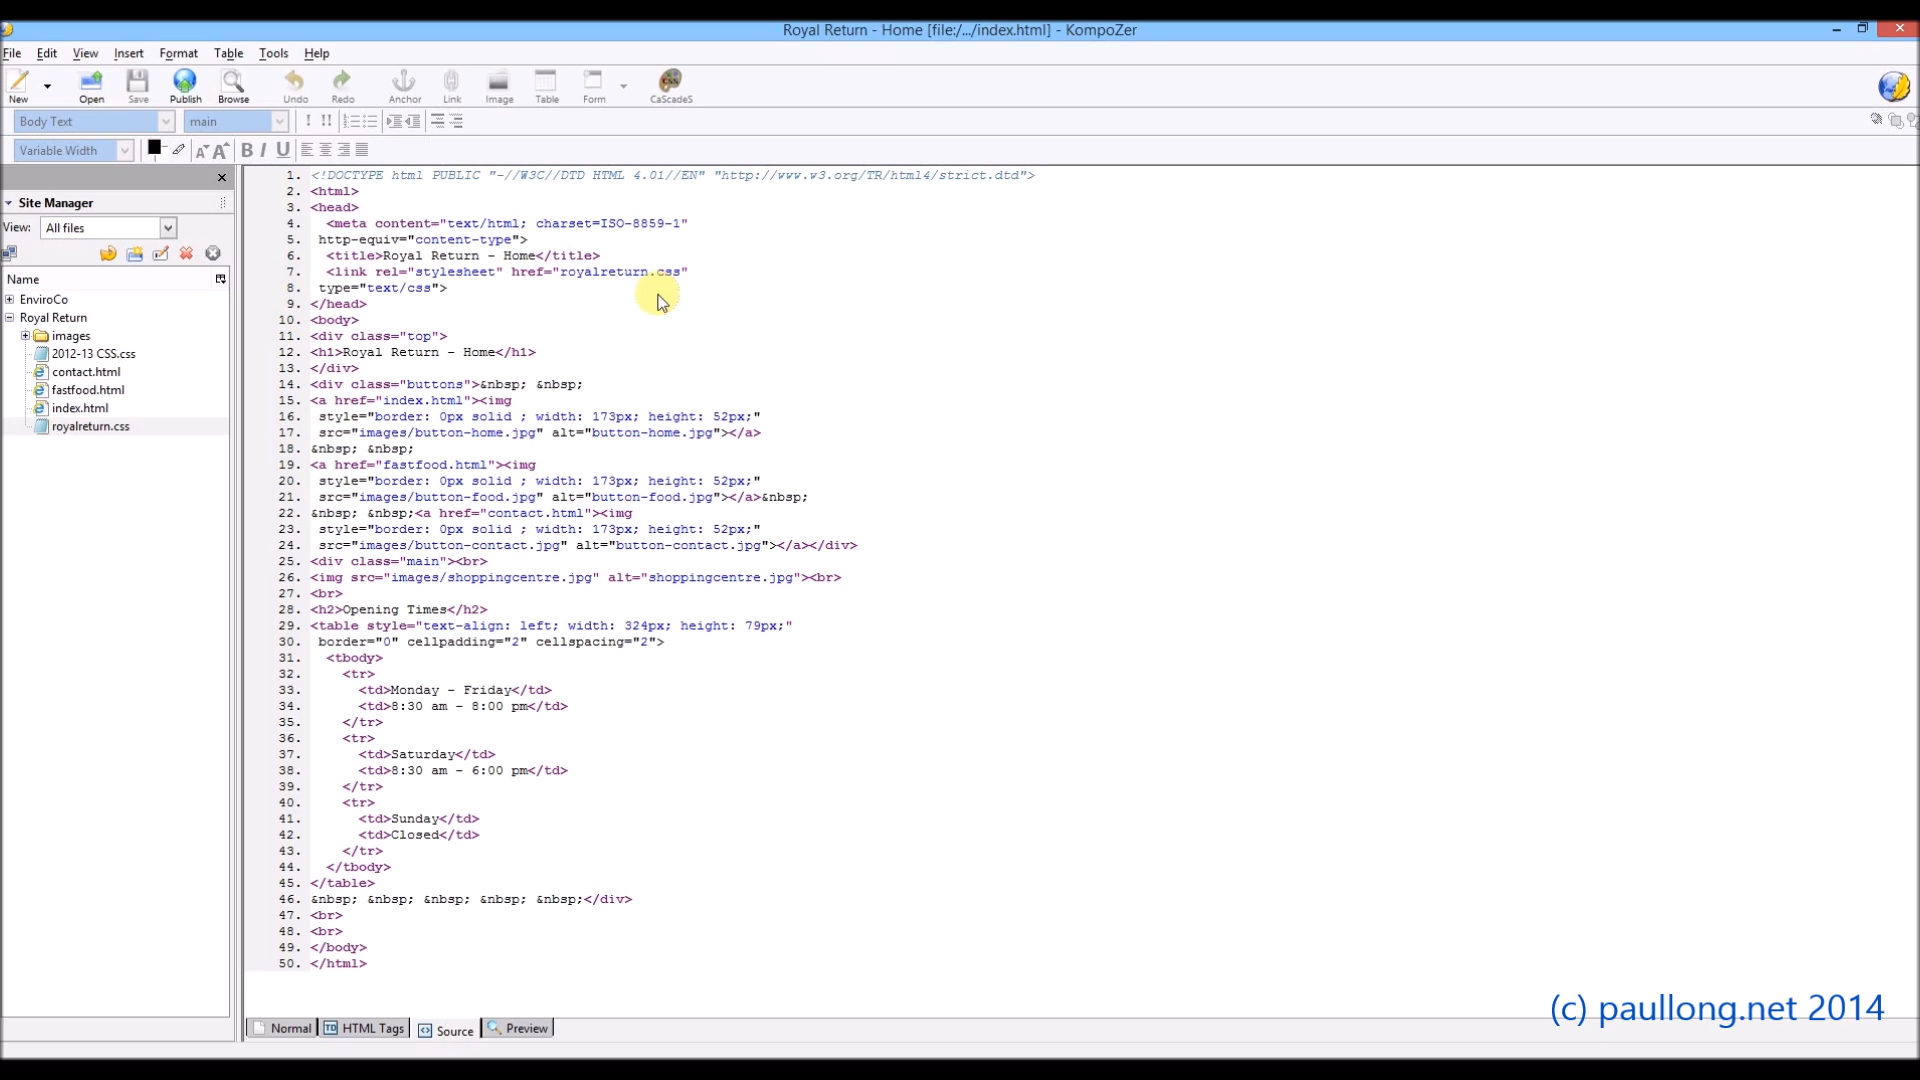 Royal Return - Home [file:/.../index.html] - KompoZer
File Edit View Insert Format Table Tools Help
New Open Save Publish Browse Undo Redo Anchor Link Image Table Form CaScadeS
Body Text main ! !!
Variable Width A A B I U
Site Manager
View: All files
Name
EnviroCo
Royal Return
images
2012-13 CSS.css
contact.html
fastfood.html
index.html
royalreturn.css
1. <!DOCTYPE html PUBLIC "-//W3C//DTD HTML 4.01//EN" "http://www.w3.org/TR/html4/strict.dtd">
2. <html>
3. <head>
4. <meta content="text/html; charset=ISO-8859-1"
5. http-equiv="content-type">
6. <title>Royal Return - Home</title>
7. <link rel="stylesheet" href="royalreturn.css"
8. type="text/css">
9. </head>
10. <body>
11. <div class="top">
12. <h1>Royal Return - Home</h1>
13. </div>
14. <div class="buttons">&nbsp; &nbsp;
15. <a href="index.html"><img
16. style="border: 0px solid ; width: 173px; height: 52px;"
17. src="images/button-home.jpg" alt="button-home.jpg"></a>
18. &nbsp; &nbsp;
19. <a href="fastfood.html"><img
20. style="border: 0px solid ; width: 173px; height: 52px;"
21. src="images/button-food.jpg" alt="button-food.jpg"></a>&nbsp;
22. &nbsp; &nbsp;<a href="contact.html"><img
23. style="border: 0px solid ; width: 173px; height: 52px;"
24. src="images/button-contact.jpg" alt="button-contact.jpg"></a></div>
25. <div class="main"><br>
26. <img src="images/shoppingcentre.jpg" alt="shoppingcentre.jpg"><br>
27. <br>
28. <h2>Opening Times</h2>
29. <table style="text-align: left; width: 324px; height: 79px;"
30. border="0" cellpadding="2" cellspacing="2">
31. <tbody>
32. <tr>
33. <td>Monday - Friday</td>
34. <td>8:30 am - 8:00 pm</td>
35. </tr>
36. <tr>
37. <td>Saturday</td>
38. <td>8:30 am - 6:00 pm</td>
39. </tr>
40. <tr>
41. <td>Sunday</td>
42. <td>Closed</td>
43. </tr>
44. </tbody>
45. </table>
46. &nbsp; &nbsp; &nbsp; &nbsp; &nbsp;</div>
47. <br>
48. <br>
49. </body>
50. </html>
(c) paullong.net 2014
Normal TD HTML Tags Source Preview